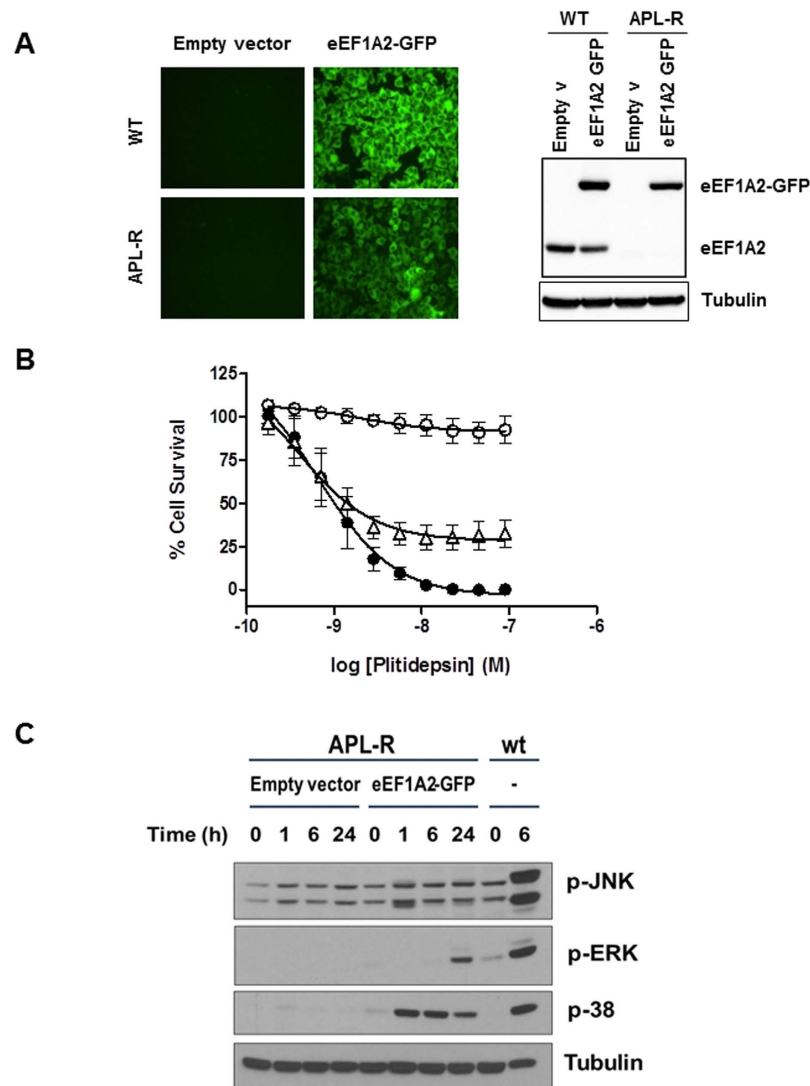 A
Empty vector eEF1A2-GFP
WT
APL-R
WT APL-R
Empty v
eEF1A2 GFP
Empty v
eEF1A2 GFP
eEF1A2-GFP
eEF1A2
Tubulin
B
% Cell Survival
125
100
75
50
25
0
-10 -9 -8 -7 -6
log [Plitidepsin] (M)
C
APL-R wt
Empty vector eEF1A2-GFP -
Time (h) 0 1 6 24 0 1 6 24 0 6
p-JNK
p-ERK
p-38
Tubulin